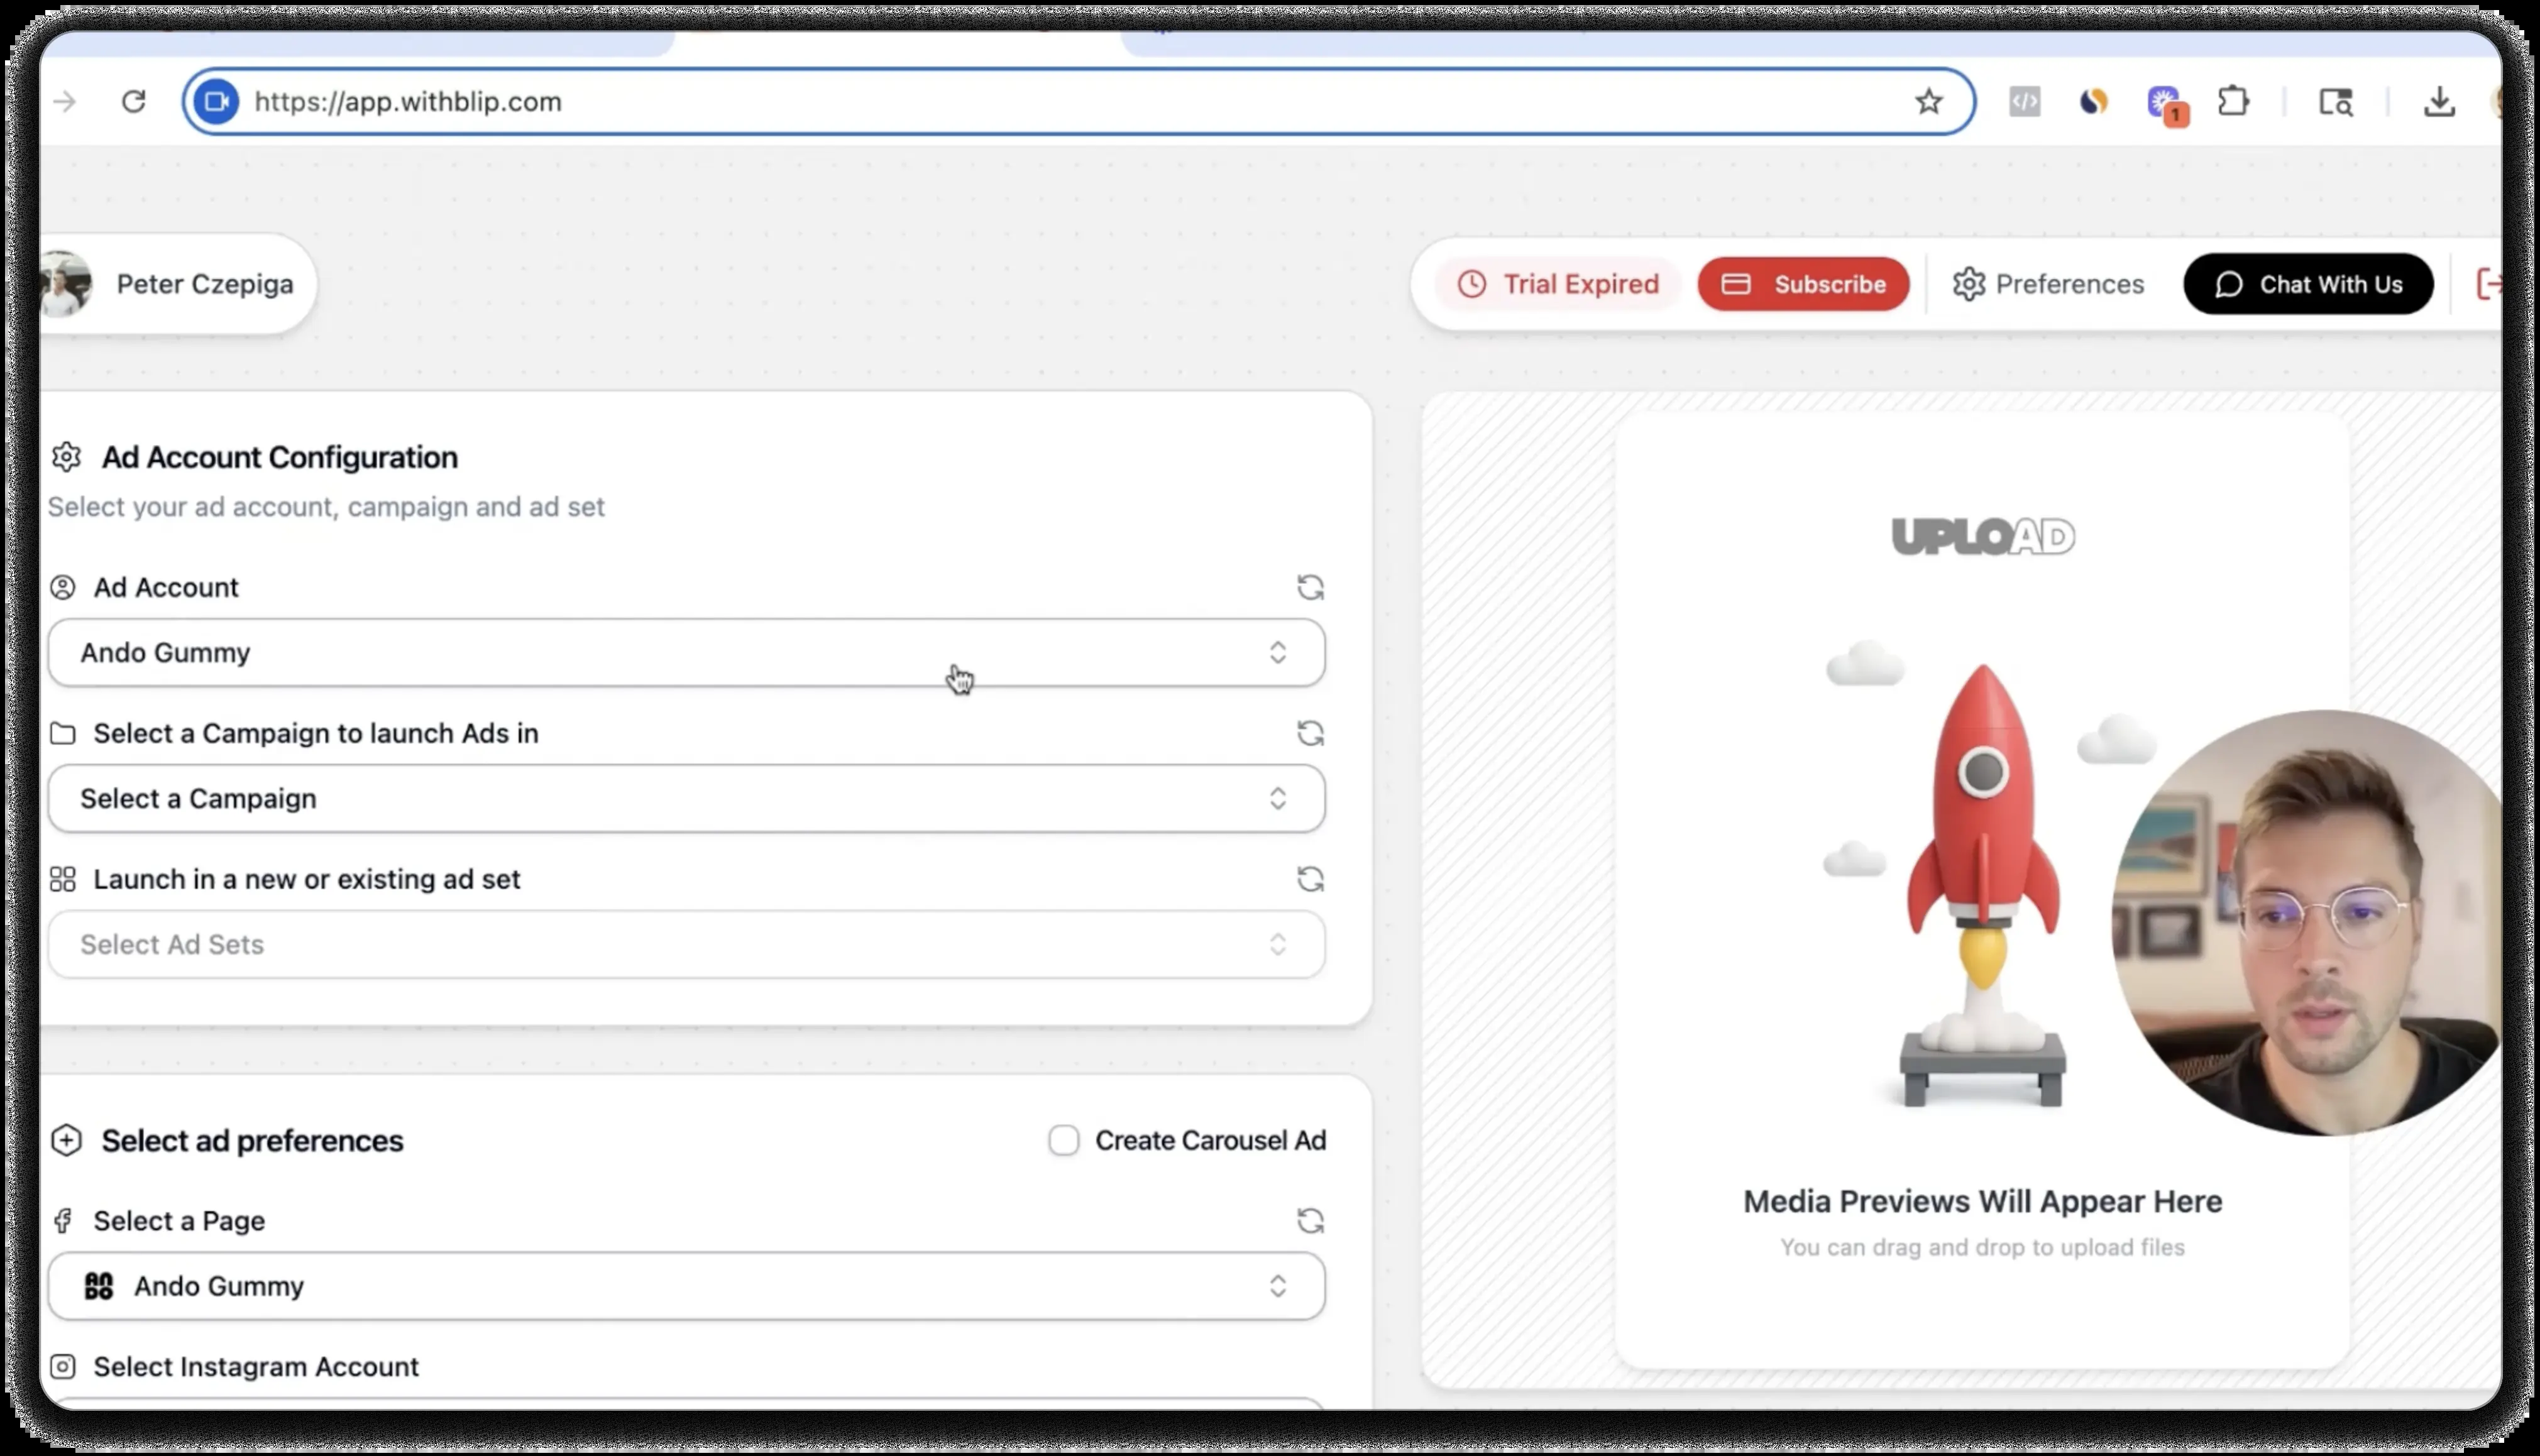 https://app.withblip.com
1
Peter Czepiga
Trial Expired
Subscribe
Preferences
Chat With Us
Ad Account Configuration
Select your ad account, campaign and ad set
Ad Account
Ando Gummy
Select a Campaign to launch Ads in
Select a Campaign
Launch in a new or existing ad set
Select Ad Sets
Select ad preferences
Create Carousel Ad
Select a Page
ANDO
Ando Gummy
Select Instagram Account
UPLOAD
Media Previews Will Appear Here
You can drag and drop to upload files